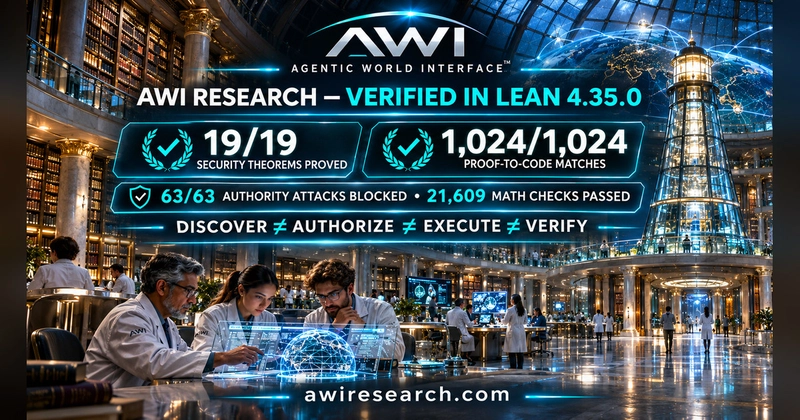 AWI
AGENTIC WORLD INTERFACE™
AWI RESEARCH — VERIFIED IN LEAN 4.35.0
19/19
SECURITY THEOREMS PROVED
1,024/1,024
PROOF-TO-CODE MATCHES
63/63 AUTHORITY ATTACKS BLOCKED • 21,609 MATH CHECKS PASSED
DISCOVER ≠ AUTHORIZE ≠ EXECUTE ≠ VERIFY
AWI
AWI
awiresearch.com